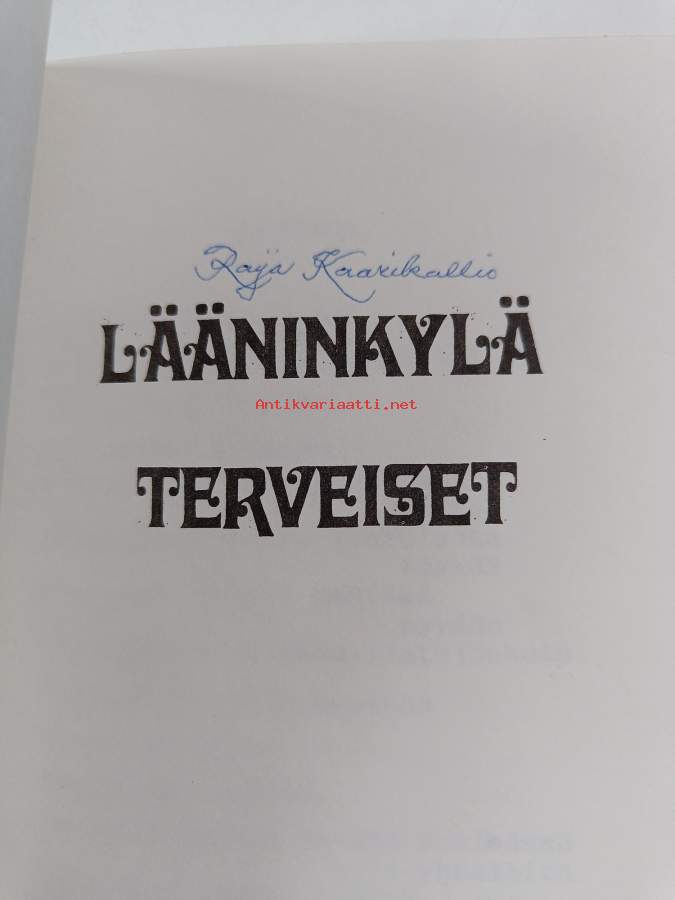 Raija Kaarikallio
LÄÄNINKYLÄ
Antikvariaatti.net
TERVEISET